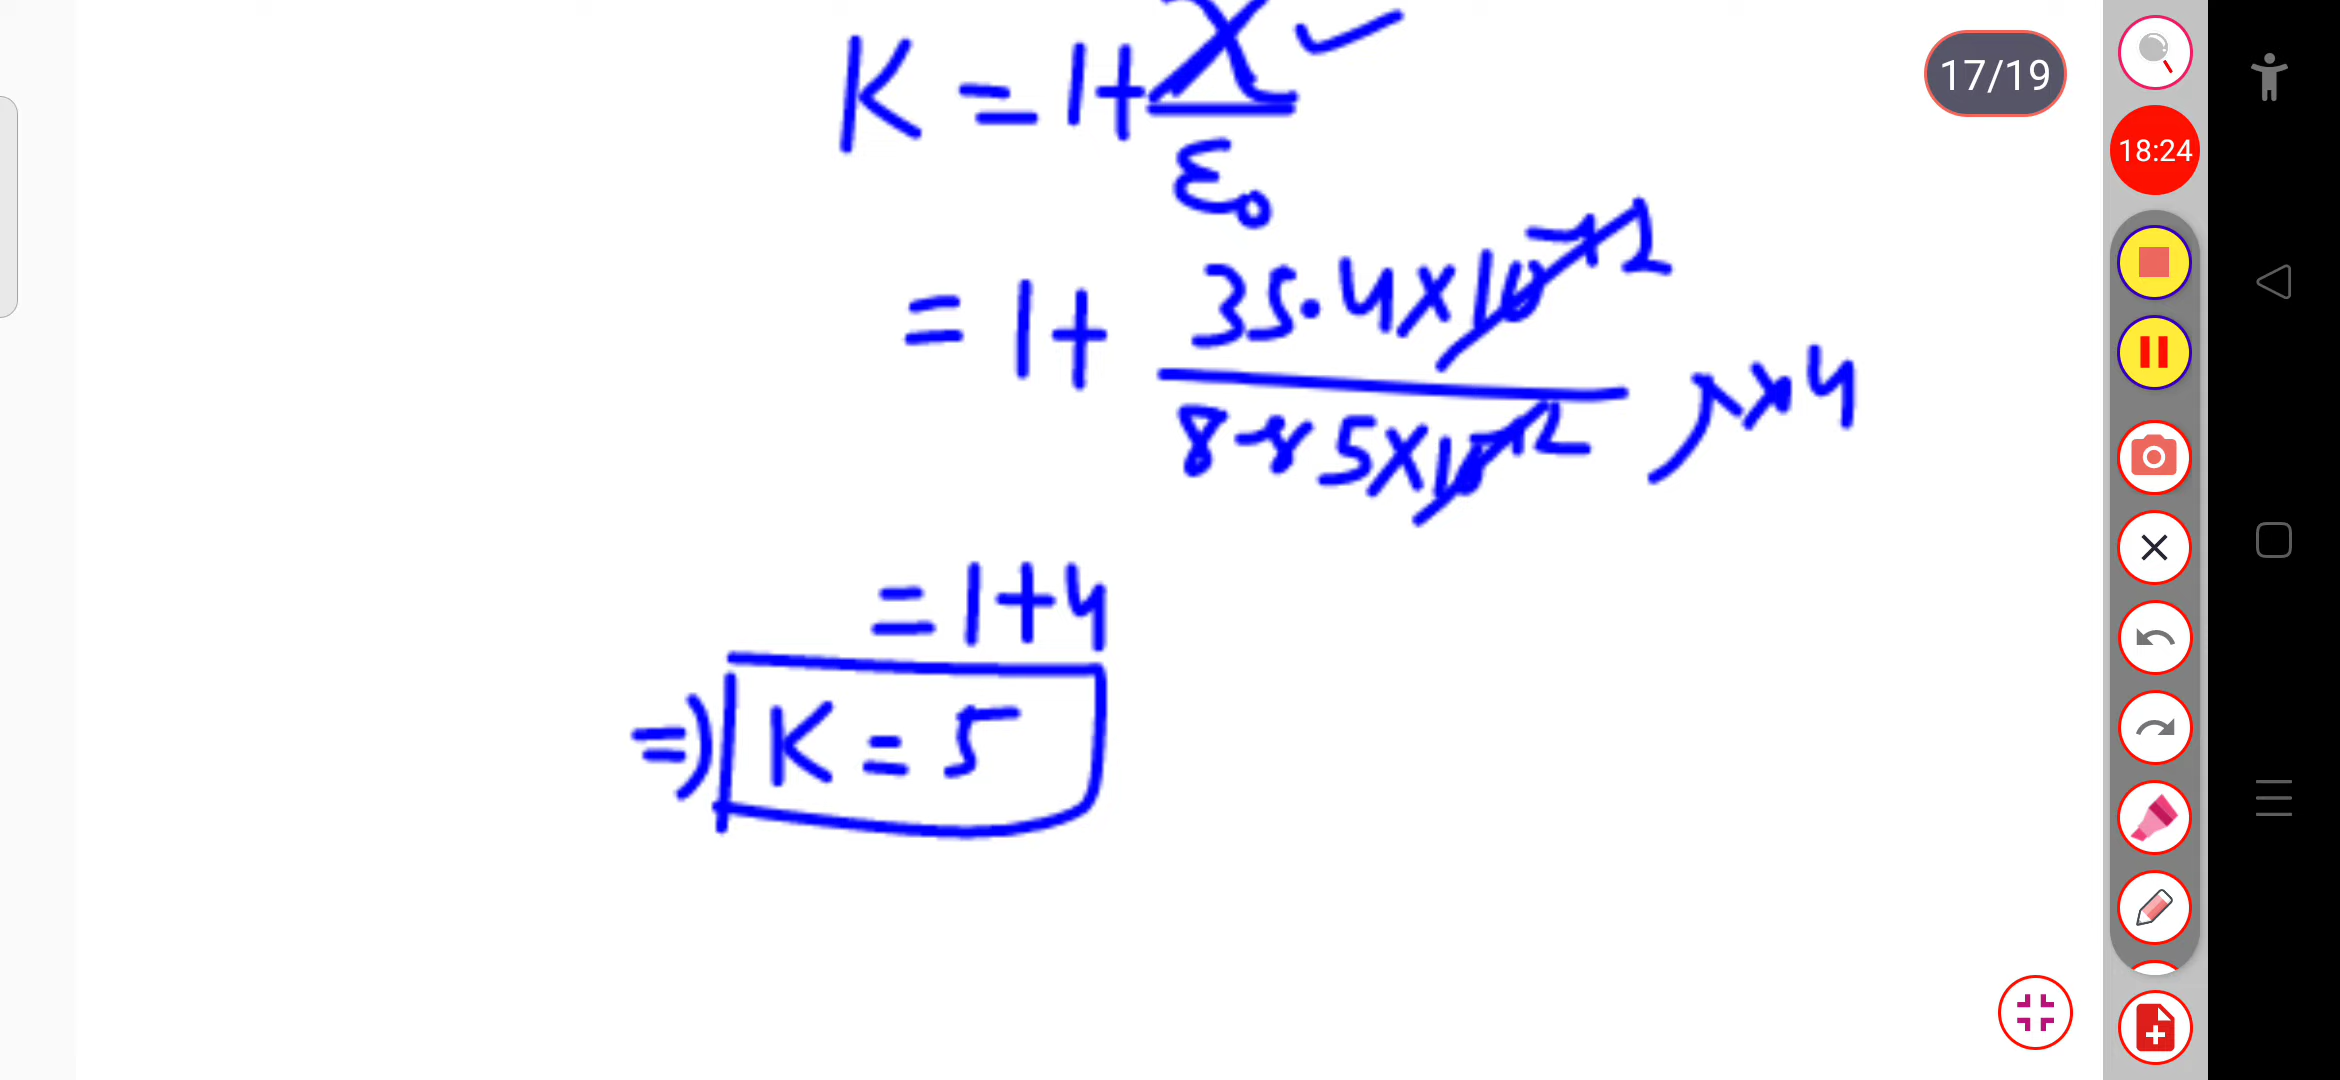 K = 1 + χ/ε₀ ✓
17/19
18:24
= 1 + 35.4×10⁻¹²/8.85×10⁻¹² ×4
= 1+4
⇒ K = 5